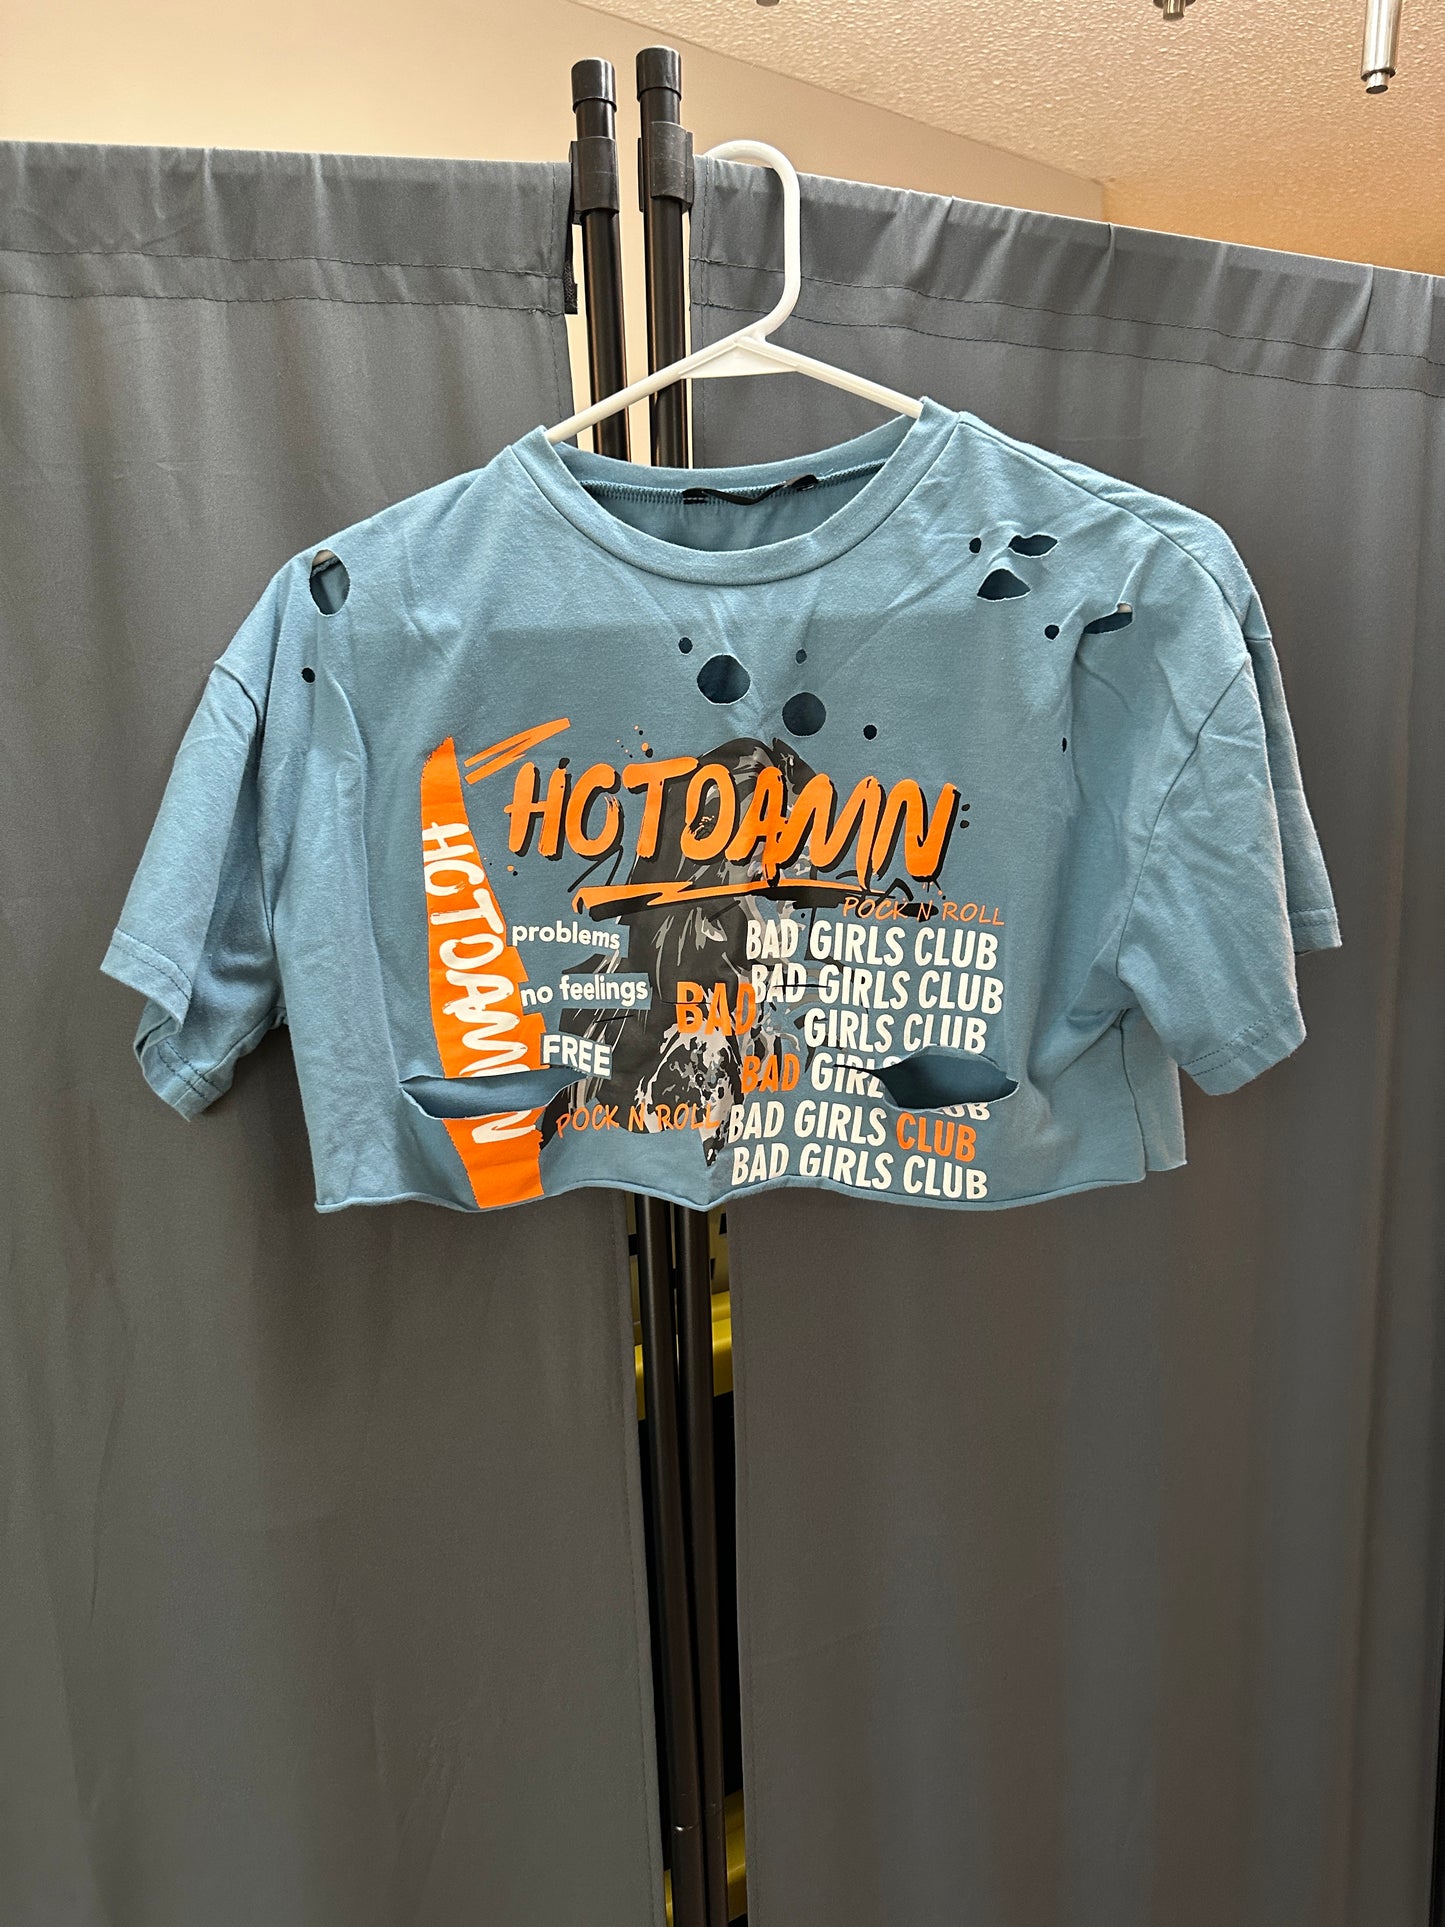 HOTDAMN
HOTDAMN
POCK N ROLL
problems
BAD GIRLS CLUB
no feelings
BAD GIRLS CLUB
BAD
GIRLS CLUB
FREE
BAD GIRLS CLUB
POCK N ROLL
BAD GIRLS CLUB
BAD GIRLS CLUB